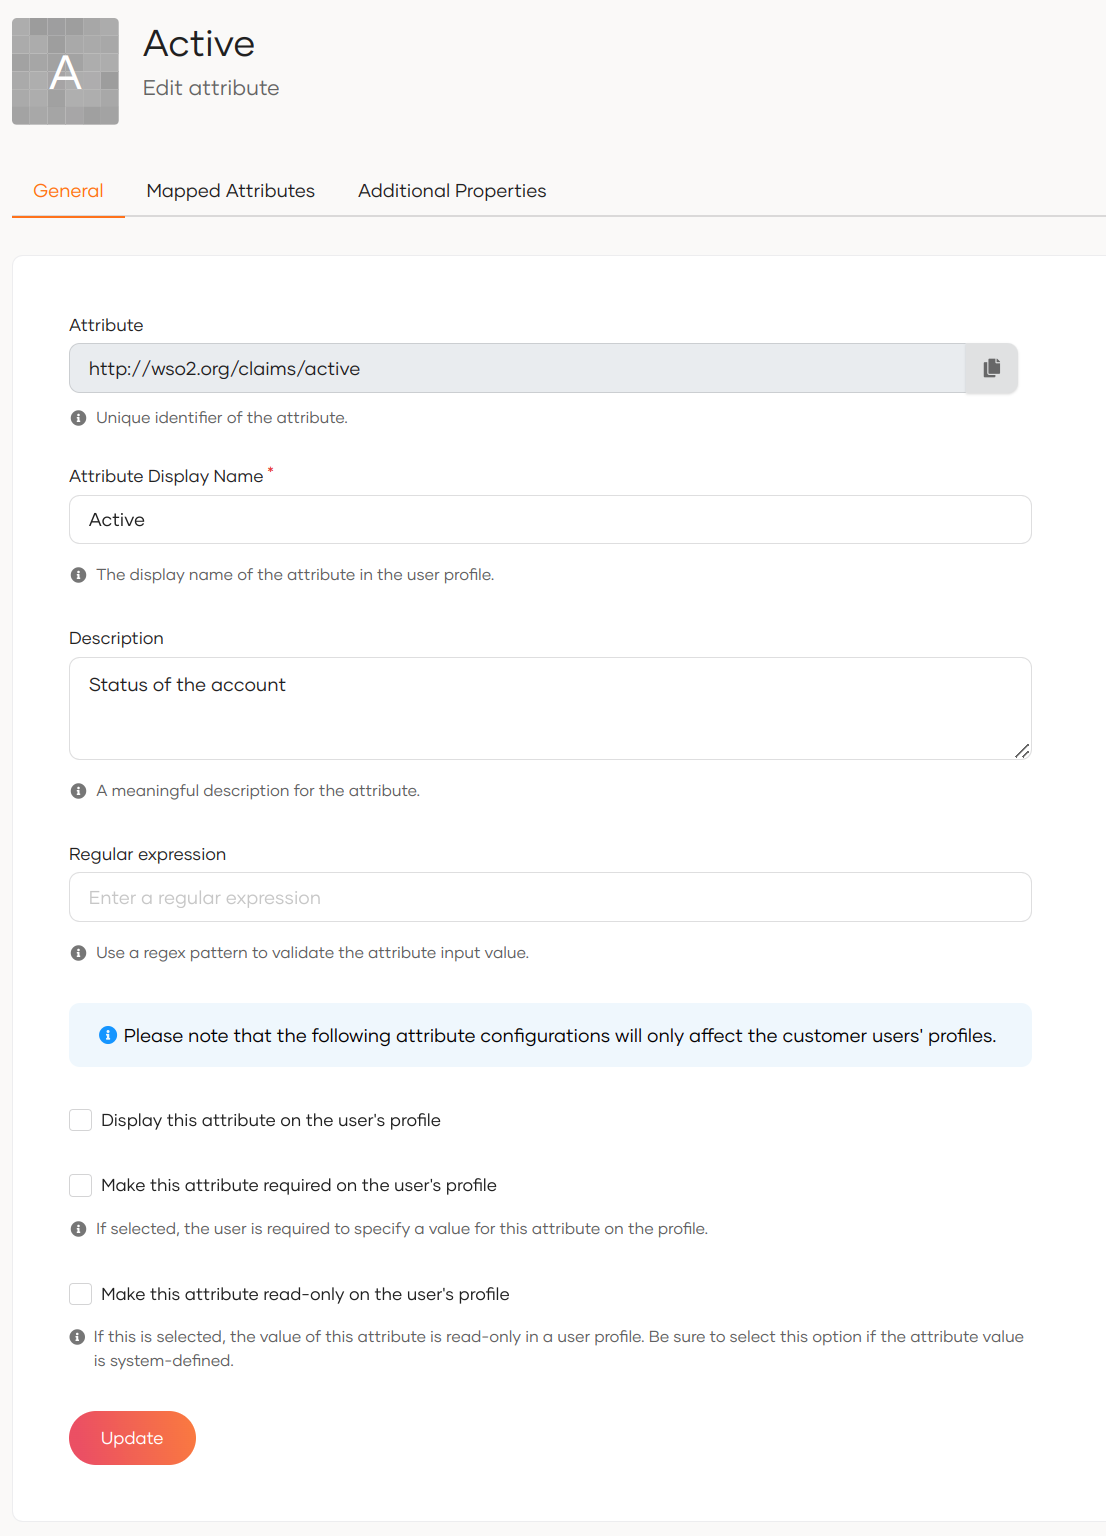 A
Active
Edit attribute
General
Mapped Attributes
Additional Properties
Attribute
http://wso2.org/claims/active
Unique identifier of the attribute.
Attribute Display Name *
Active
The display name of the attribute in the user profile.
Description
Status of the account
A meaningful description for the attribute.
Regular expression
Enter a regular expression
Use a regex pattern to validate the attribute input value.
Please note that the following attribute configurations will only affect the customer users' profiles.
Display this attribute on the user's profile
Make this attribute required on the user's profile
If selected, the user is required to specify a value for this attribute on the profile.
Make this attribute read-only on the user's profile
If this is selected, the value of this attribute is read-only in a user profile. Be sure to select this option if the attribute value
is system-defined.
Update